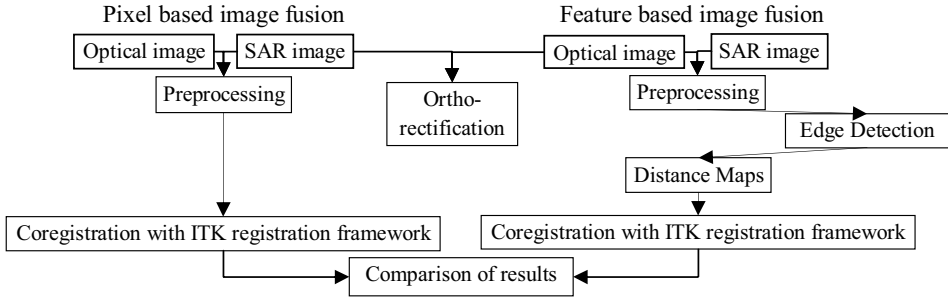 Pixel based image fusion
Feature based image fusion
Optical image
SAR image
Optical image
SAR image
Preprocessing
Ortho-
rectification
Preprocessing
Edge Detection
Distance Maps
Coregistration with ITK registration framework
Coregistration with ITK registration framework
Comparison of results